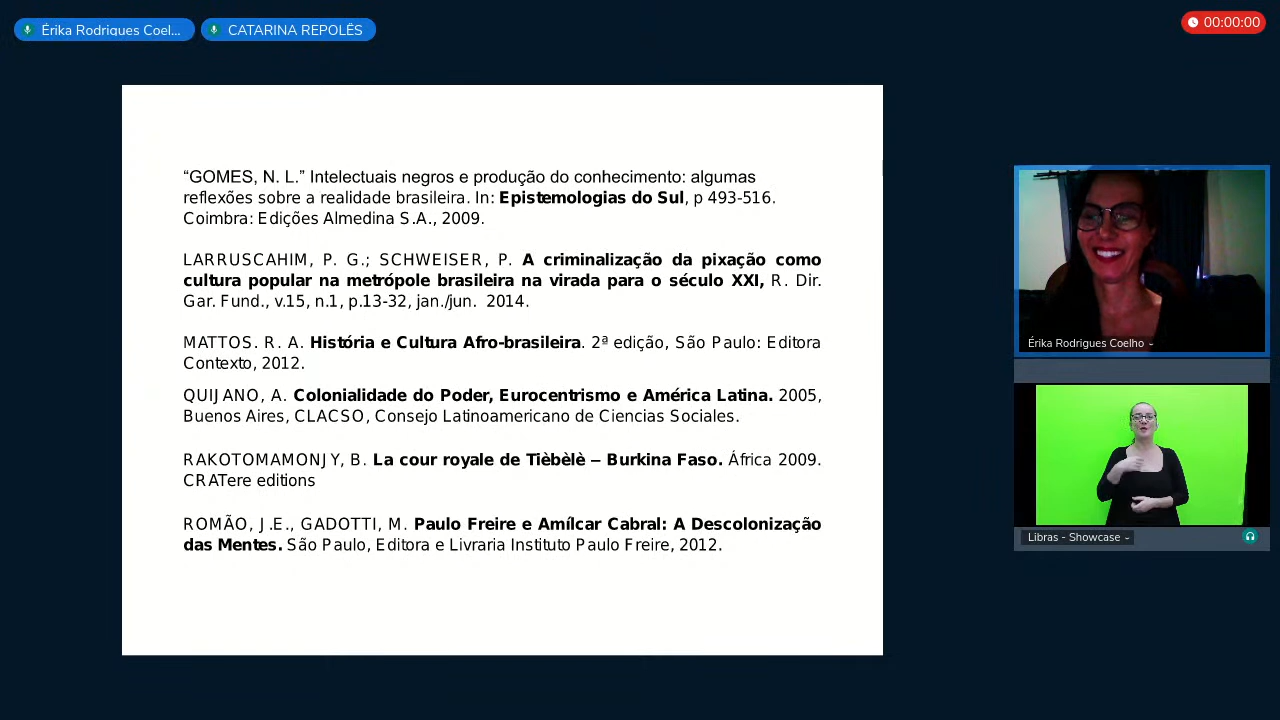 Érika Rodrigues Coel...
CATARINA REPOLÊS
00:00:00
“GOMES, N. L.” Intelectuais negros e produção do conhecimento: algumas
reflexões sobre a realidade brasileira. In: Epistemologias do Sul, p 493-516.
Coimbra: Edições Almedina S.A., 2009.
LARRUSCAHIM, P. G.; SCHWEISER, P. A criminalização da pixação como
cultura popular na metrópole brasileira na virada para o século XXI, R. Dir.
Gar. Fund., v.15, n.1, p.13-32, jan./jun. 2014.
MATTOS. R. A. História e Cultura Afro-brasileira. 2ª edição, São Paulo: Editora
Contexto, 2012.
QUIJANO, A. Colonialidade do Poder, Eurocentrismo e América Latina. 2005,
Buenos Aires, CLACSO, Consejo Latinoamericano de Ciencias Sociales.
RAKOTOMAMONJY, B. La cour royale de Tièbèlè – Burkina Faso. África 2009.
CRATere editions
ROMÃO, J.E., GADOTTI, M. Paulo Freire e Amílcar Cabral: A Descolonização
das Mentes. São Paulo, Editora e Livraria Instituto Paulo Freire, 2012.
Érika Rodrigues Coelho
Libras - Showcase